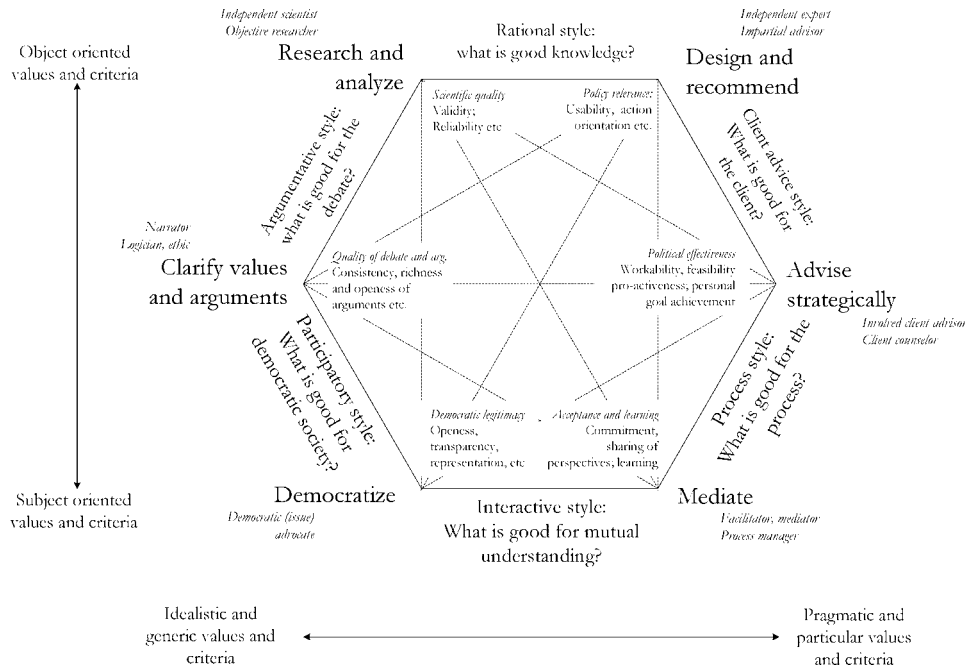 Independent scientist
Objective researcher
Research and
analyze
Rational style:
what is good knowledge?
Independent expert
Impartial advisor
Design and
recommend
Object oriented
values and criteria
Scientific quality
Validity;
Reliability etc
Policy relevance:
Usability, action
orientation etc.
Argumentative style:
what is good for the
debate?
Client advice style:
What is good for
the client?
Narrator
Logician, ethic
Clarify values
and arguments
Quality of debate and arg.
Consistency, richness
and openess of
arguments etc.
Political effectireness
Workability, feasibility
pro-activeness; personal
goal achievement
Advise
strategically
Involved client advisor
Client counselor
Participatory style:
What is good for
democratic society?
Process style:
What is good for the
process?
Democratic legitimacy
Openess,
transparency,
representation, etc
Acceptance and learning
Commitment,
sharing of
perspectives; learning
Subject oriented
values and criteria
Democratize
Democratic (issue)
advocate
Interactive style:
What is good for mutual
understanding?
Mediate
Facilitator, mediator
Process manager
Idealistic and
generic values and
criteria
Pragmatic and
particular values
and criteria